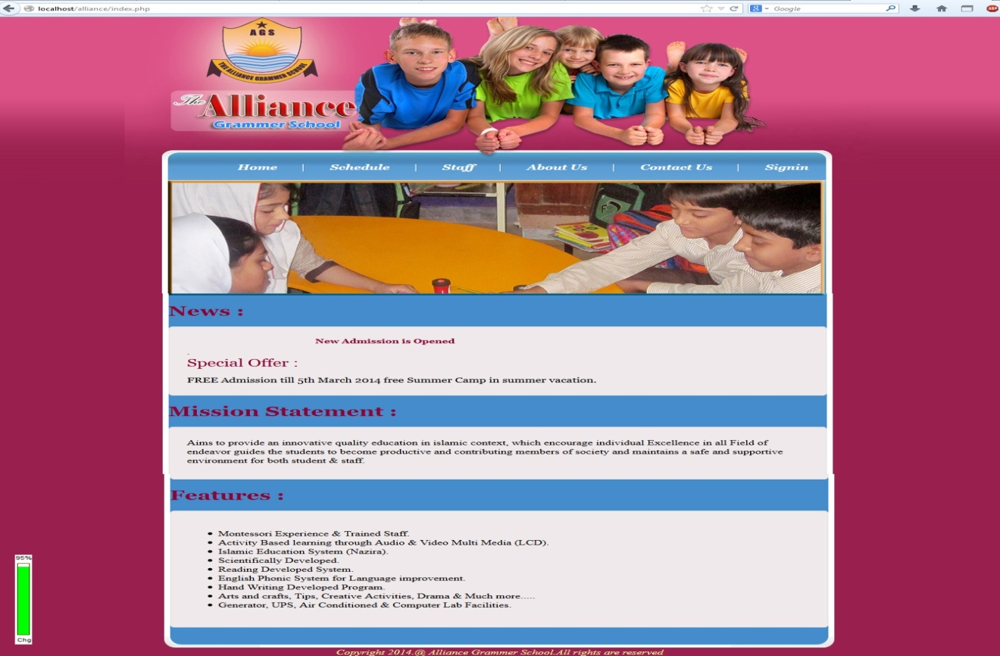 localhost/alliance/index.php
Google
ABP
AGS
THE ALLIANCE GRAMMER SCHOOL
The Alliance
Grammer School
Home | Schedule | Staff | About Us | Contact Us | Signin
News :
New Admission is Opened
.
Special Offer :
FREE Admission till 5th March 2014 free Summer Camp in summer vacation.
Mission Statement :
Aims to provide an innovative quality education in islamic context, which encourage individual Excellence in all Field of
endeavor guides the students to become productive and contributing members of society and maintains a safe and supportive
environment for both student & staff.
Features :
• Montessori Experience & Trained Staff.
• Activity Based learning through Audio & Video Multi Media (LCD).
• Islamic Education System (Nazira).
• Scientifically Developed.
• Reading Developed System.
• English Phonic System for Language improvement.
• Hand Writing Developed Program.
• Arts and crafts, Tips, Creative Activities, Drama & Much more.....
• Generator, UPS, Air Conditioned & Computer Lab Facilities.
95%
Chg
Copyright 2014.@ Alliance Grammer School.All rights are reserved